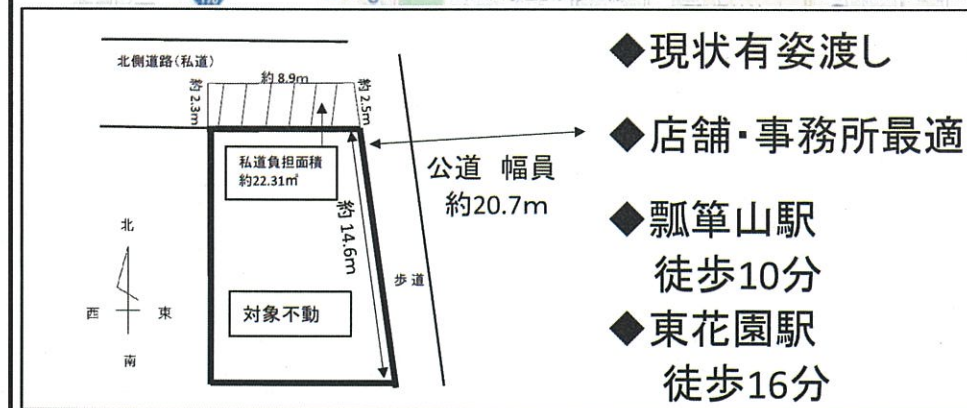 北側道路(私道)
約 8.9m
約 2.3m
約 2.5m
私道負担面積
約22.31㎡
約 14.6m
公道 幅員
約20.7m
歩道
北
西 東
南
対象不動
◆現状有姿渡し
◆店舗・事務所最適
◆瓢箪山駅
徒歩10分
◆東花園駅
徒歩16分